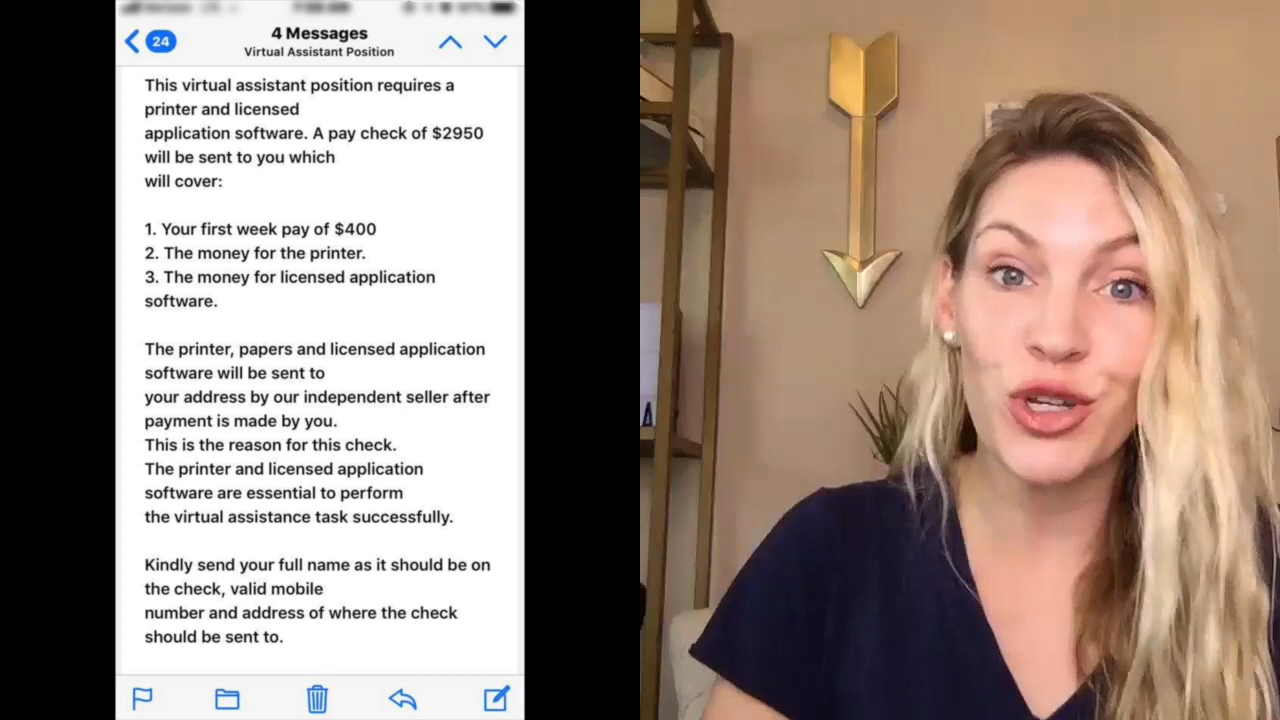 24
4 Messages
Virtual Assistant Position
This virtual assistant position requires a
printer and licensed
application software. A pay check of $2950
will be sent to you which
will cover:
1. Your first week pay of $400
2. The money for the printer.
3. The money for licensed application
software.
The printer, papers and licensed application
software will be sent to
your address by our independent seller after
payment is made by you.
This is the reason for this check.
The printer and licensed application
software are essential to perform
the virtual assistance task successfully.
Kindly send your full name as it should be on
the check, valid mobile
number and address of where the check
should be sent to.